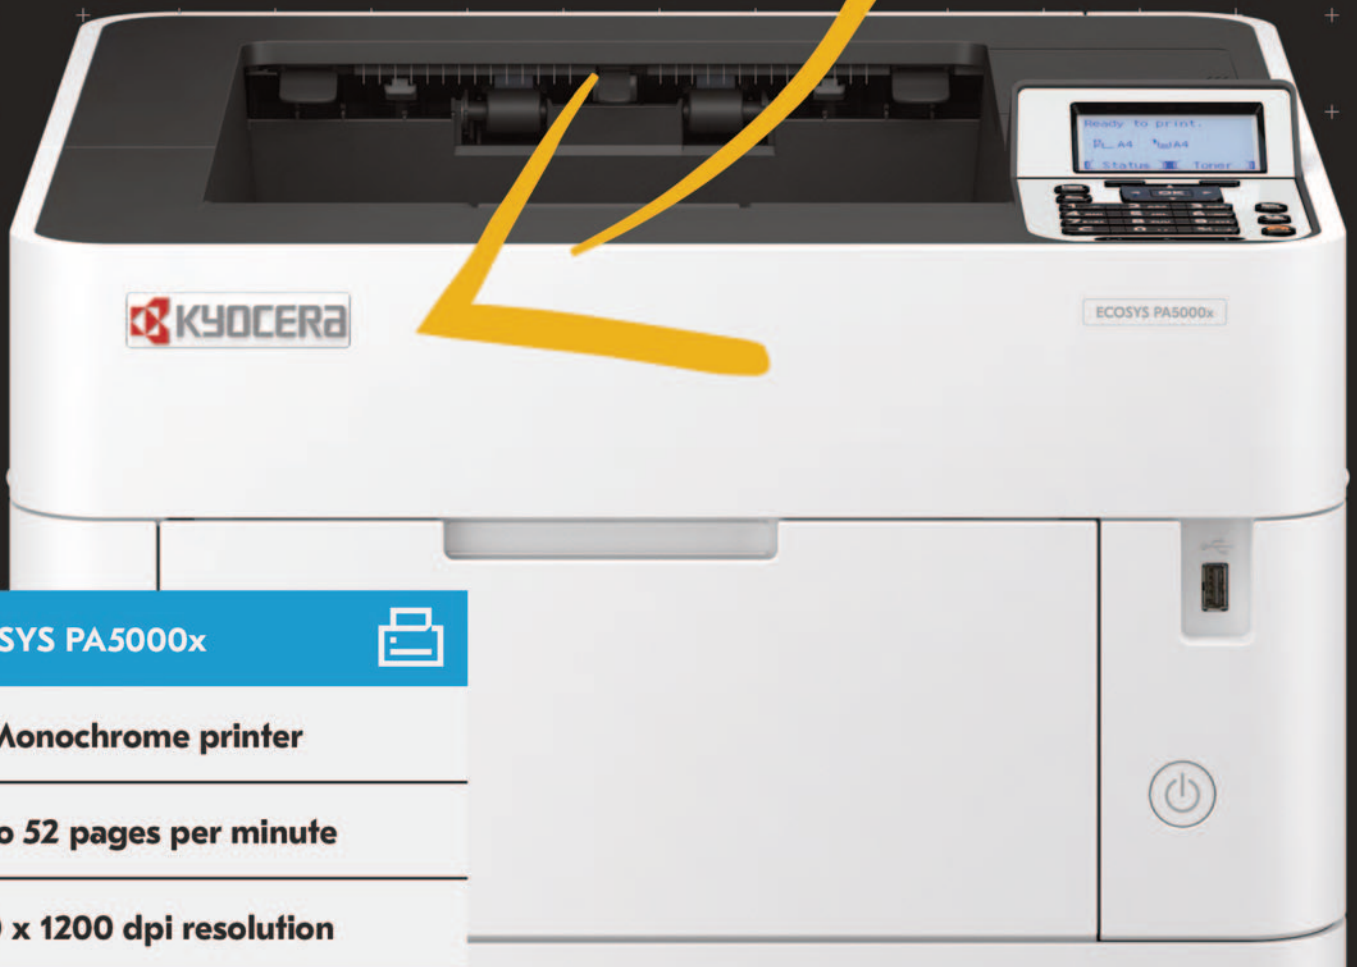 Ready to print.
A4 A4
Status Toner
KYOCERA
ECOSYS PA5000x
SYS PA5000x
Monochrome printer
o 52 pages per minute
x 1200 dpi resolution